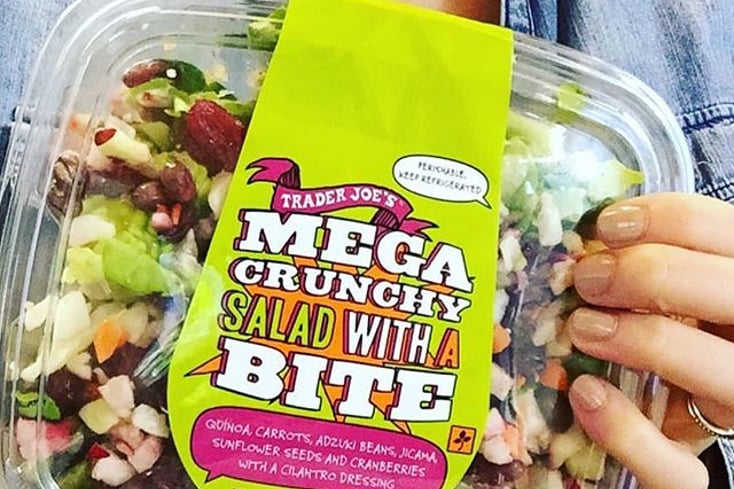 PERISHABLE.
KEEP REFRIGERATED
TRADER JOE'S
MEGA
CRUNCHY
SALAD WITH A
BITE
QUINOA, CARROTS, ADZUKI BEANS, JICAMA,
SUNFLOWER SEEDS AND CRANBERRIES
WITH A CILANTRO DRESSING